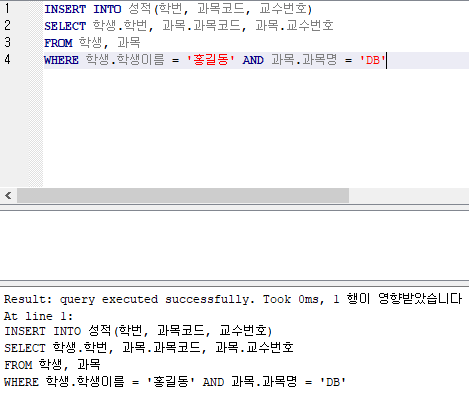 1 INSERT INTO 성적(학번, 과목코드, 교수번호)
2 SELECT 학생.학번, 과목.과목코드, 과목.교수번호
3 FROM 학생, 과목
4 WHERE 학생.학생이름 = '홍길동' AND 과목.과목명 = 'DB'
Result: query executed successfully. Took 0ms, 1 행이 영향받았습니다
At line 1:
INSERT INTO 성적(학번, 과목코드, 교수번호)
SELECT 학생.학번, 과목.과목코드, 과목.교수번호
FROM 학생, 과목
WHERE 학생.학생이름 = '홍길동' AND 과목.과목명 = 'DB'